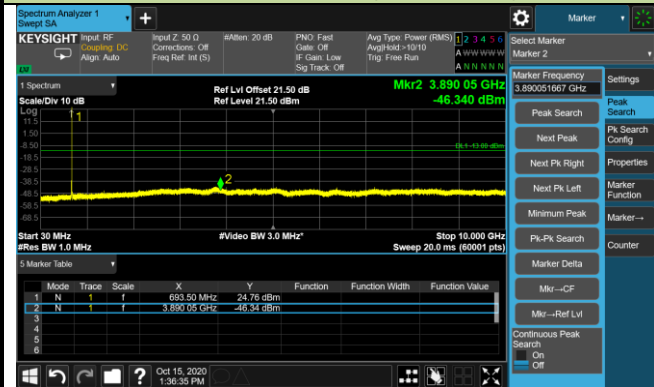 Spectrum Analyzer 1
Swept SA
Marker
KEYSIGHT
Input: RF
Coupling: DC
Align: Auto
Input Z: 50 Ω
Corrections: Off
Freq Ref: Int (S)
#Atten: 20 dB
PNO: Fast
Gate: Off
IF Gain: Low
Sig Track: Off
Avg Type: Power (RMS)
Avg|Hold:>10/10
Trig: Free Run
1 2 3 4 5 6
A W W W W W
A N N N N N
LXI
Select Marker
Marker 2
Marker Frequency
3.890051667 GHz
Settings
Peak Search
Peak
Search
Next Peak
Pk Search
Config
Next Pk Right
Properties
Next Pk Left
Marker
Function
Minimum Peak
Marker→
Pk-Pk Search
Counter
Marker Delta
Mkr→CF
Mkr→Ref Lvl
Continuous Peak
Search
On
Off
1 Spectrum
Scale/Div 10 dB
Ref Lvl Offset 21.50 dB
Ref Level 21.50 dBm
Mkr2 3.890 05 GHz
-46.340 dBm
Log
11.5
1.50
-8.50
-18.5
-28.5
-38.5
-48.5
-58.5
-68.5
1
2
DL1 -13.00 dBm
Start 30 MHz
#Res BW 1.0 MHz
#Video BW 3.0 MHz*
Stop 10.000 GHz
Sweep 20.0 ms (60001 pts)
5 Marker Table
Mode Trace Scale X Y Function Function Width Function Value
1 N 1 f 693.50 MHz 24.76 dBm
2 N 1 f 3.890 05 GHz -46.34 dBm
3
4
5
6
?
Oct 15, 2020
1:36:35 PM